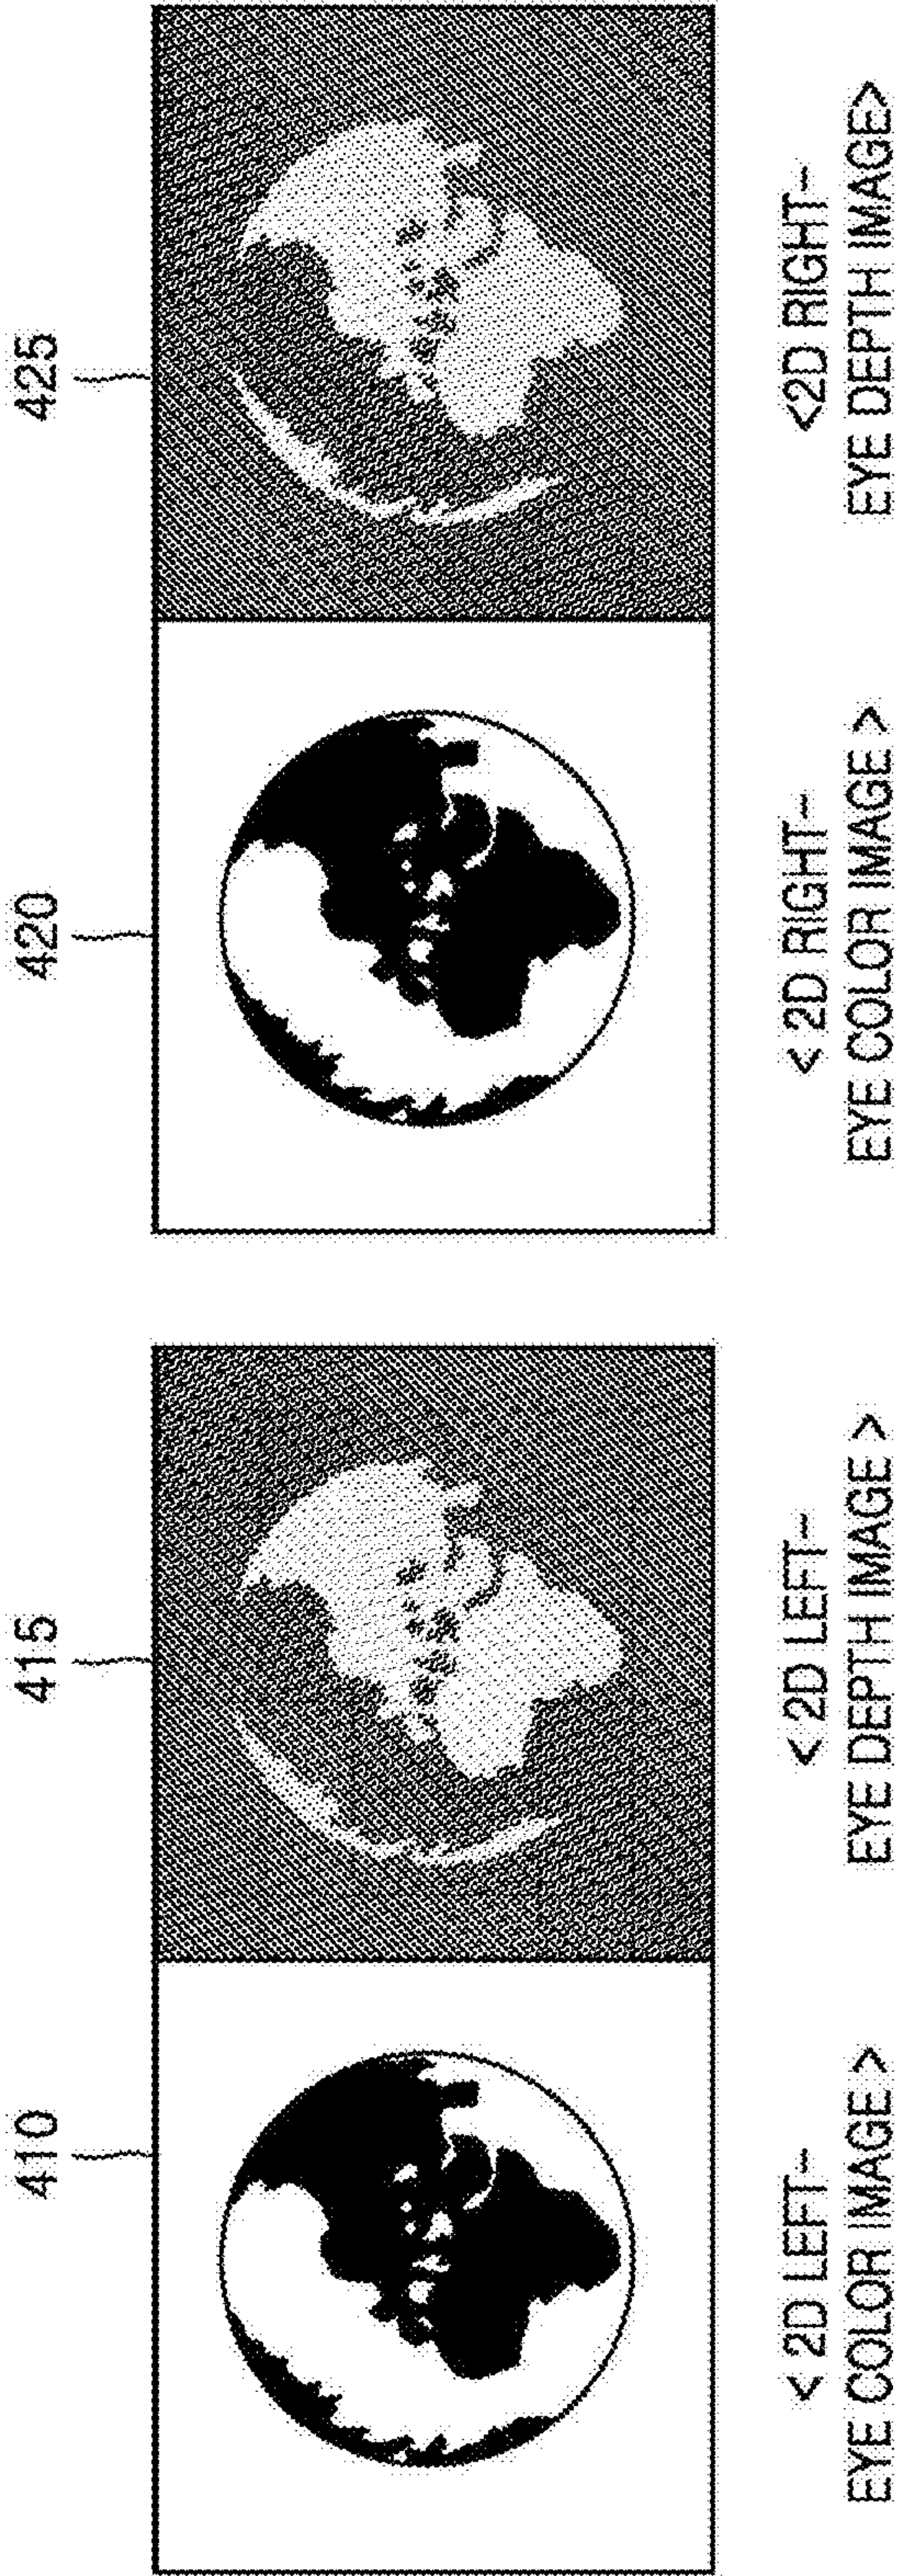 410
415
420
425
< 2D LEFT-
EYE COLOR IMAGE >
< 2D LEFT-
EYE DEPTH IMAGE >
< 2D RIGHT-
EYE COLOR IMAGE >
<2D RIGHT-
EYE DEPTH IMAGE>